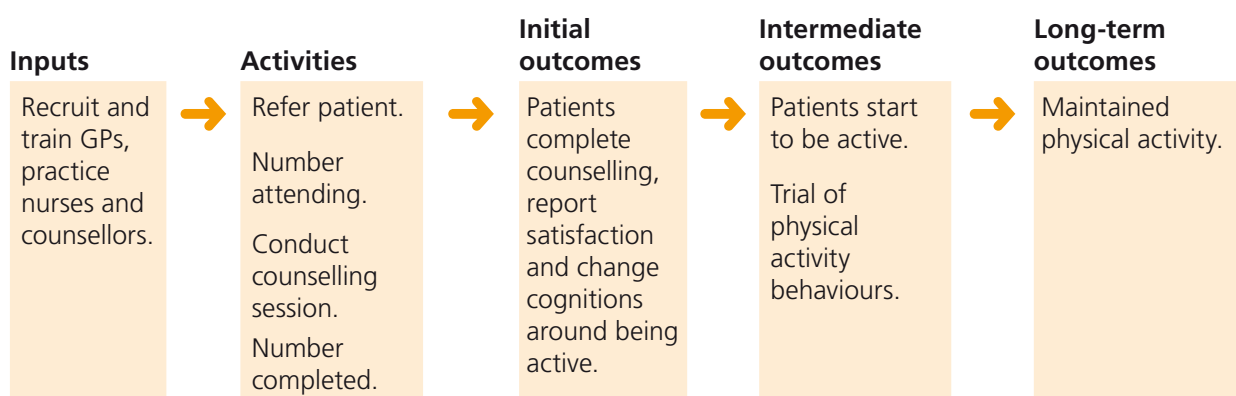 Inputs
Recruit and
train GPs,
practice
nurses and
counsellors.
Activities
Refer patient.
Number
attending.
Conduct
counselling
session.
Number
completed.
Initial
outcomes
Patients
complete
counselling,
report
satisfaction
and change
cognitions
around being
active.
Intermediate
outcomes
Patients start
to be active.
Trial of
physical
activity
behaviours.
Long-term
outcomes
Maintained
physical activity.